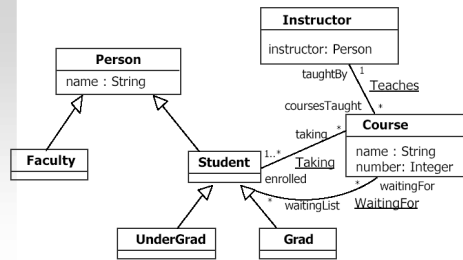 Instructor
instructor: Person
Person
name : String
taughtBy
1
Teaches
coursesTaught
*
Course
name : String
number: Integer
Faculty
Student
taking
*
1..*
Taking
enrolled
*
waitingFor
*
waitingList
WaitingFor
UnderGrad
Grad